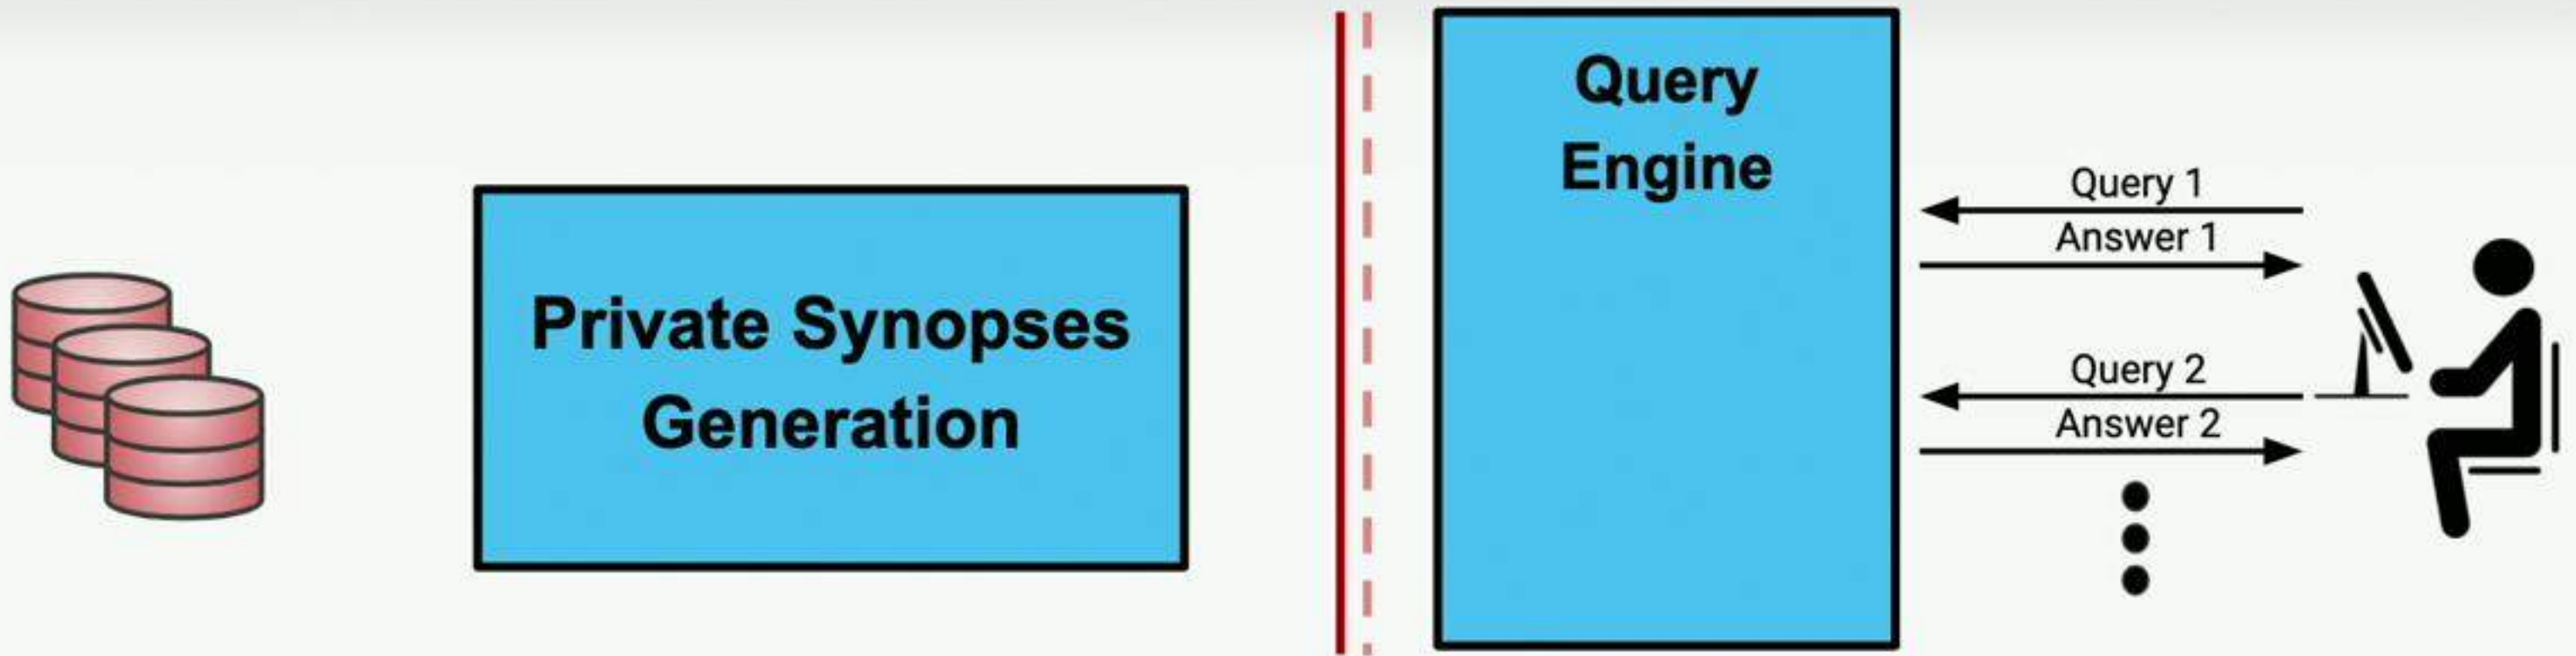 Private Synopses
Generation
Query
Engine
Query 1
Answer 1
Query 2
Answer 2